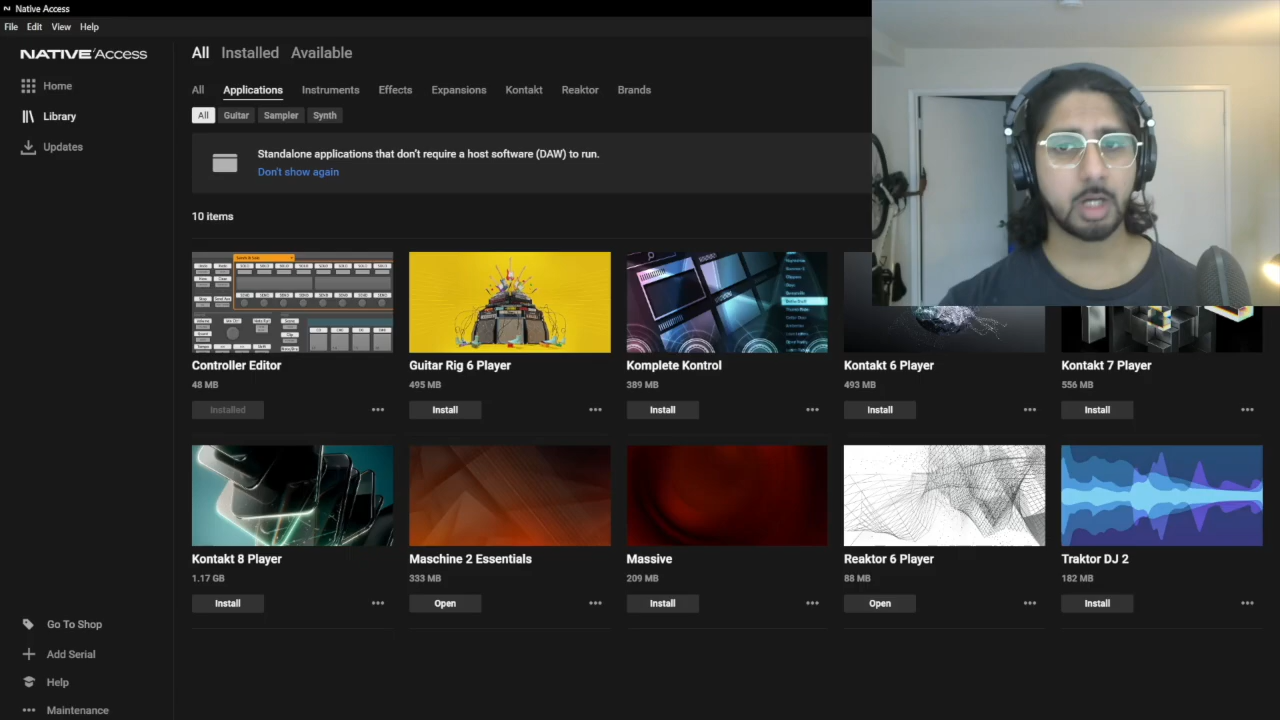 Native Access
File Edit View Help
NATIVE ACCESS
Home
Library
Updates
Go To Shop
Add Serial
Help
Maintenance
All Installed Available
All Applications Instruments Effects Expansions Kontakt Reaktor Brands
All Guitar Sampler Synth
Standalone applications that don't require a host software (DAW) to run.
Don't show again
10 items
Controller Editor
48 MB
Installed
Guitar Rig 6 Player
495 MB
Install
Komplete Kontrol
389 MB
Install
Kontakt 6 Player
493 MB
Install
Kontakt 7 Player
556 MB
Install
Kontakt 8 Player
1.17 GB
Install
Maschine 2 Essentials
333 MB
Open
Massive
209 MB
Install
Reaktor 6 Player
88 MB
Open
Traktor DJ 2
182 MB
Install